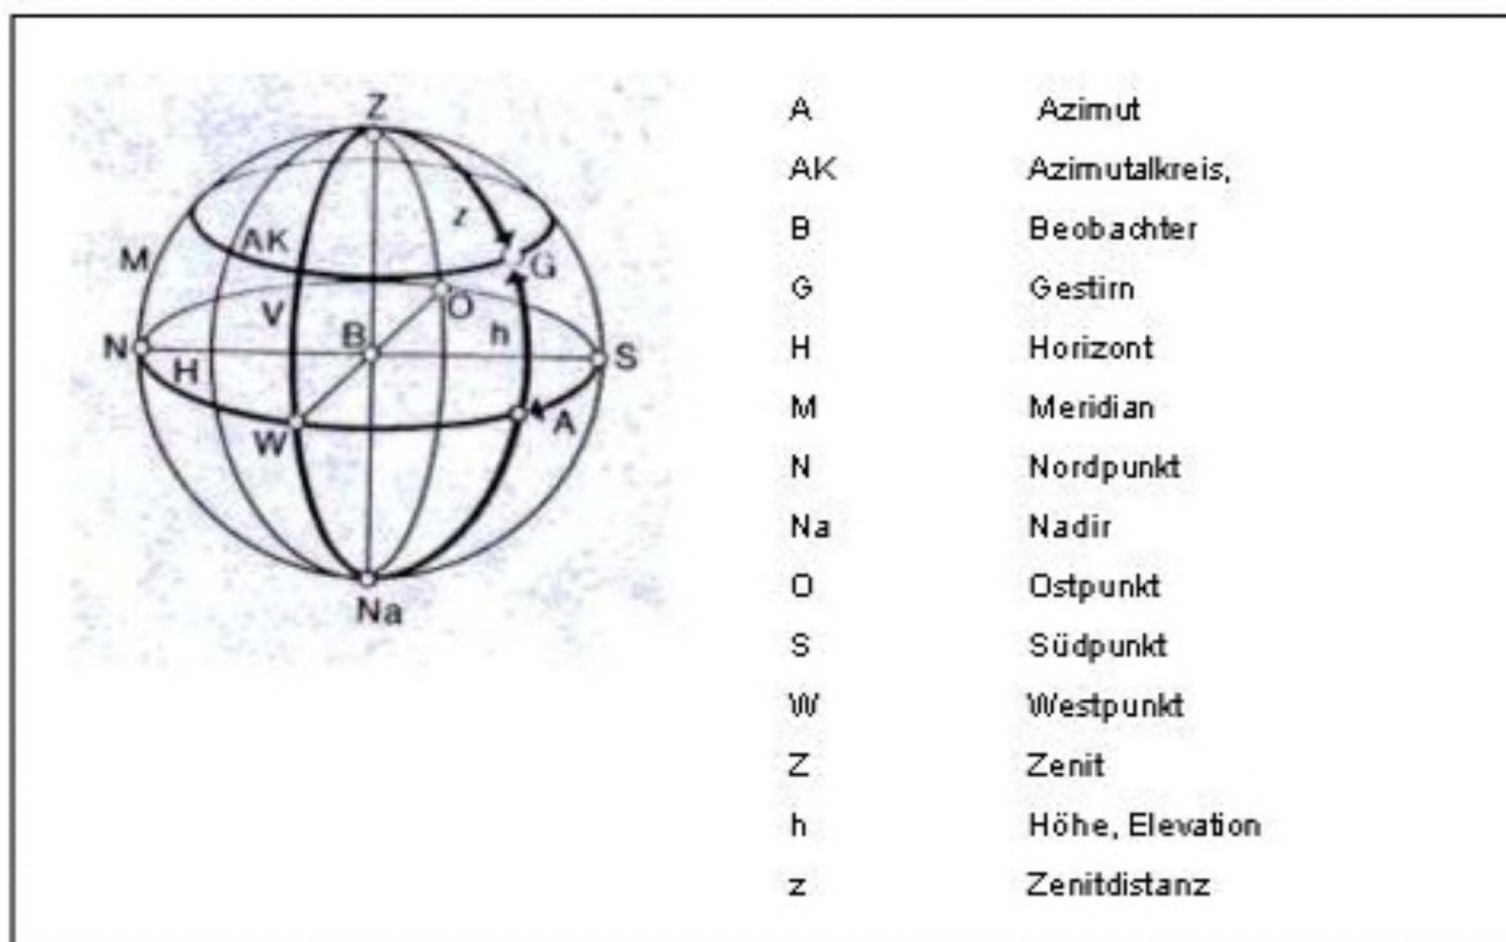 Z
z
AK
G
M
V
O
N
B
h
S
H
W
A
Na
A Azimut
AK Azimutalkreis,
B Beobachter
G Gestirn
H Horizont
M Meridian
N Nordpunkt
Na Nadir
O Ostpunkt
S Südpunkt
W Westpunkt
Z Zenit
h Höhe, Elevation
z Zenitdistanz